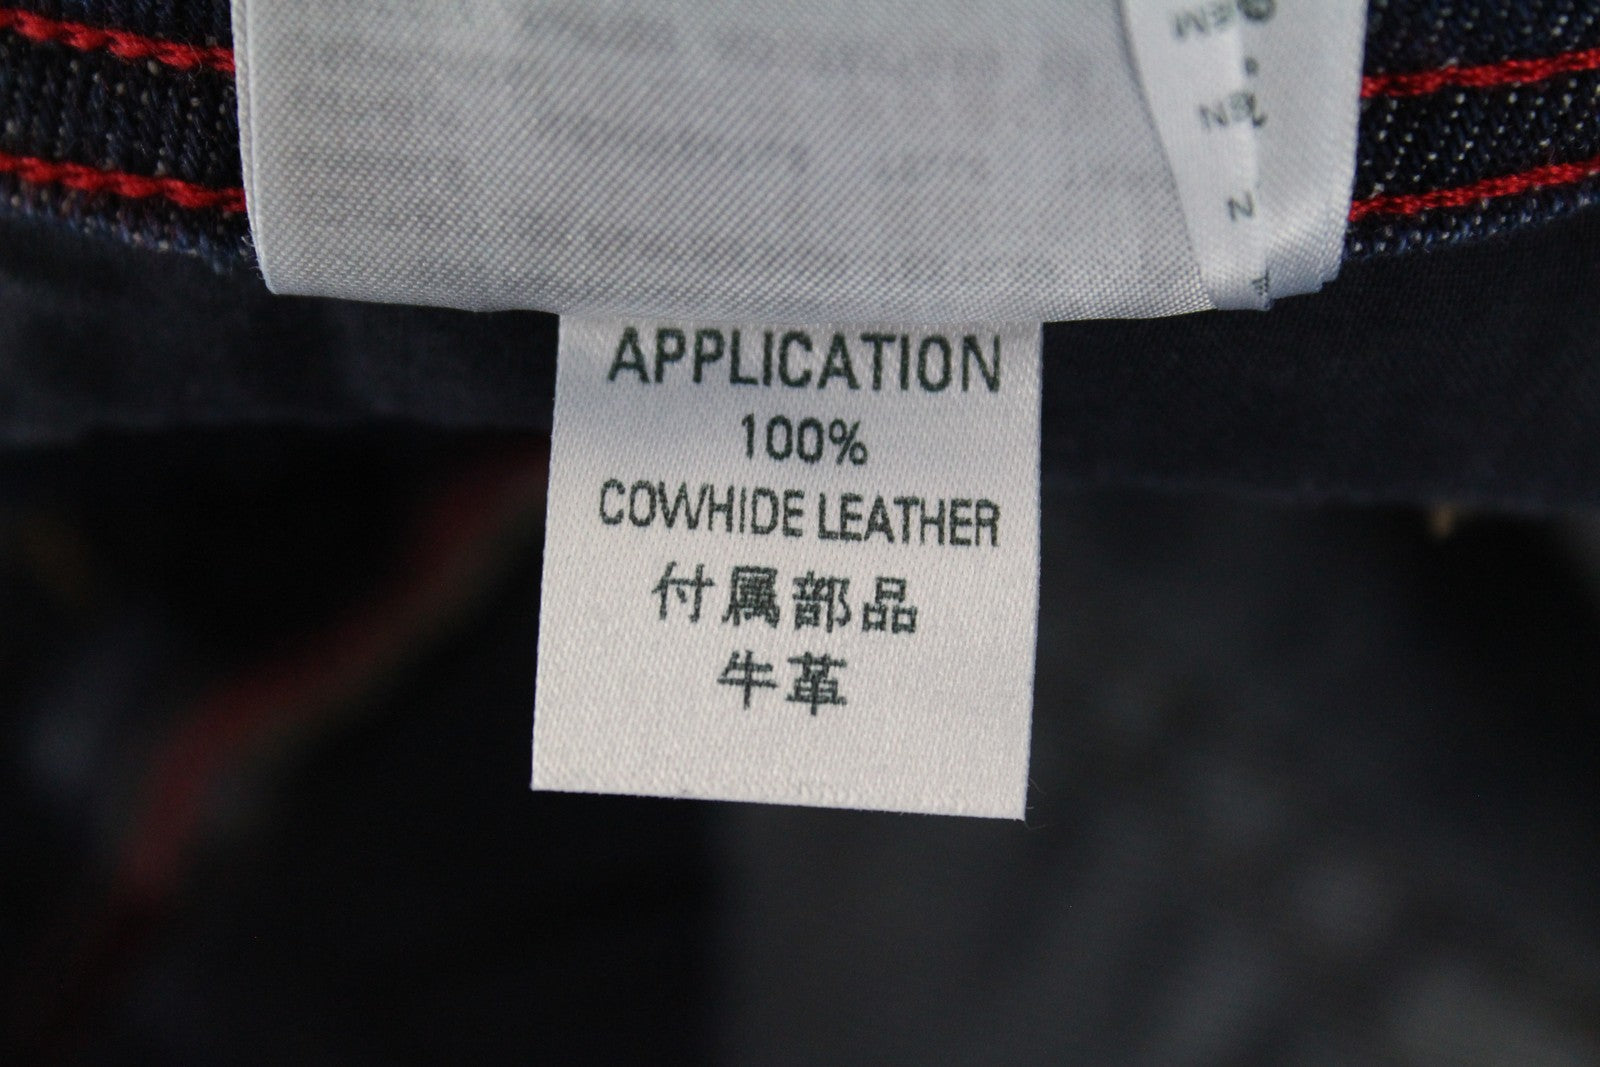 APPLICATION
100%
COWHIDE LEATHER
付属部品
牛革